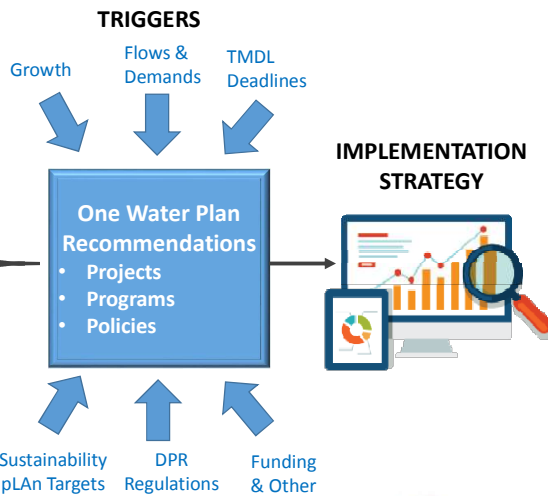 TRIGGERS
Growth
Flows &
Demands
TMDL
Deadlines
IMPLEMENTATION
STRATEGY
One Water Plan
Recommendations
• Projects
• Programs
• Policies
Sustainability
pLAn Targets
DPR
Regulations
Funding
& Other